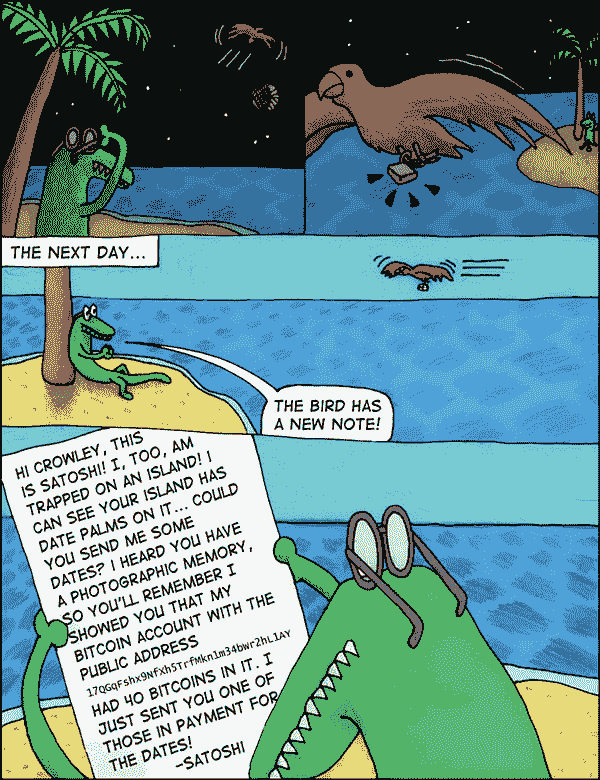 THE NEXT DAY...
THE BIRD HAS
A NEW NOTE!
HI CROWLEY, THIS
IS SATOSHI! I, TOO, AM
TRAPPED ON AN ISLAND! I
CAN SEE YOUR ISLAND HAS
DATE PALMS ON IT... COULD
YOU SEND ME SOME
DATES? I HEARD YOU HAVE
A PHOTOGRAPHIC MEMORY,
SO YOU'LL REMEMBER I
SHOWED YOU THAT MY
BITCOIN ACCOUNT WITH THE
PUBLIC ADDRESS
17QGqFshx9Nfxh5TrfMkn1m34bWr2hL1AY
HAD 40 BITCOINS IN IT. I
JUST SENT YOU ONE OF
THOSE IN PAYMENT FOR
THE DATES!
-SATOSHI